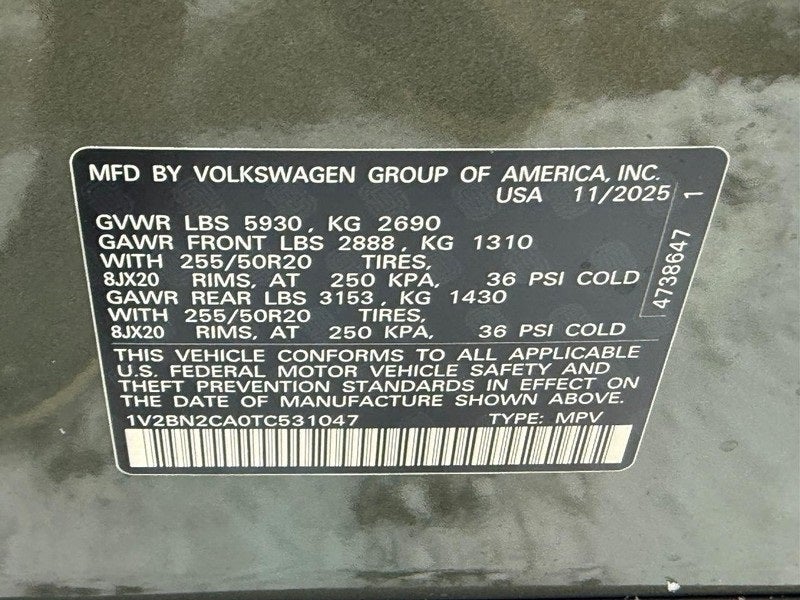 MFD BY VOLKSWAGEN GROUP OF AMERICA, INC.
USA 11/2025
GVWR LBS 5930, KG 2690
GAWR FRONT LBS 2888, KG 1310
WITH 255/50R20 TIRES,
8JX20 RIMS, AT 250 KPA, 36 PSI COLD
GAWR REAR LBS 3153, KG 1430
WITH 255/50R20 TIRES,
8JX20 RIMS, AT 250 KPA, 36 PSI COLD
THIS VEHICLE CONFORMS TO ALL APPLICABLE
U.S. FEDERAL MOTOR VEHICLE SAFETY AND
THEFT PREVENTION STANDARDS IN EFFECT ON
THE DATE OF MANUFACTURE SHOWN ABOVE.
1V2BN2CA0TC531047 TYPE: MPV
4738647 1